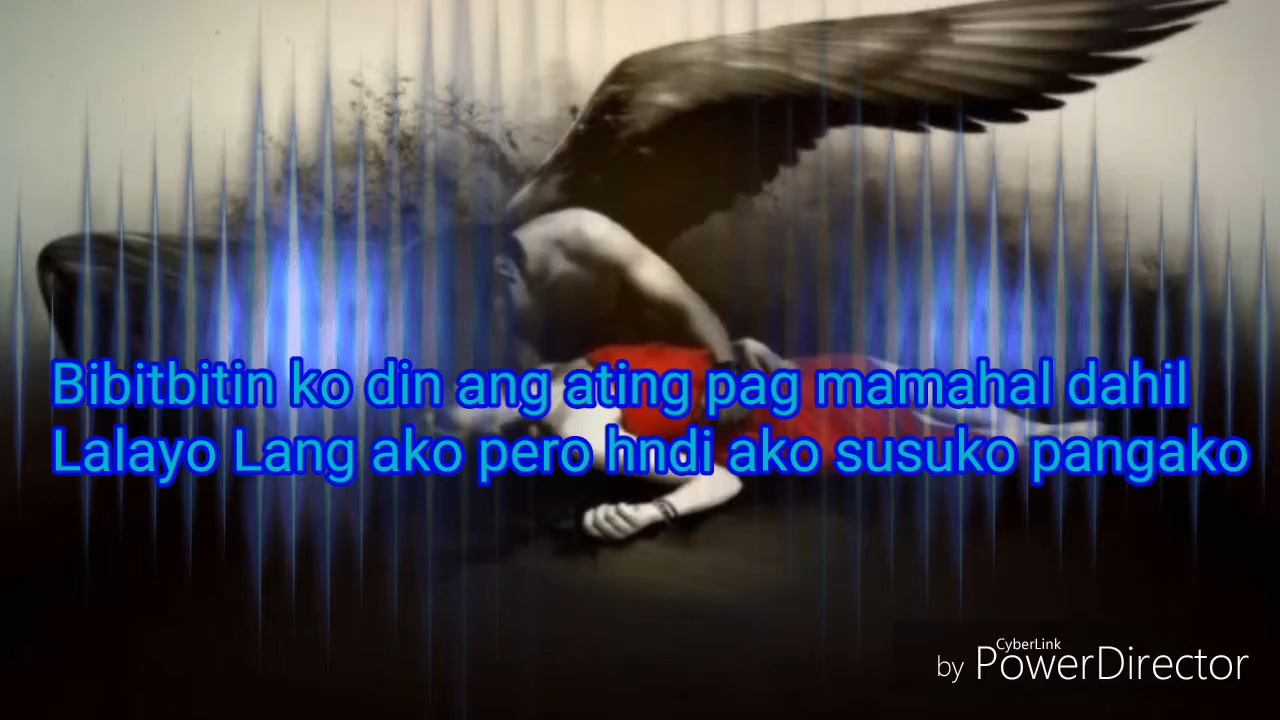 Bibitbitin ko din ang ating pag mamahal dahil
Lalayo Lang ako pero hndi ako susuko pangako
CyberLink
by PowerDirector